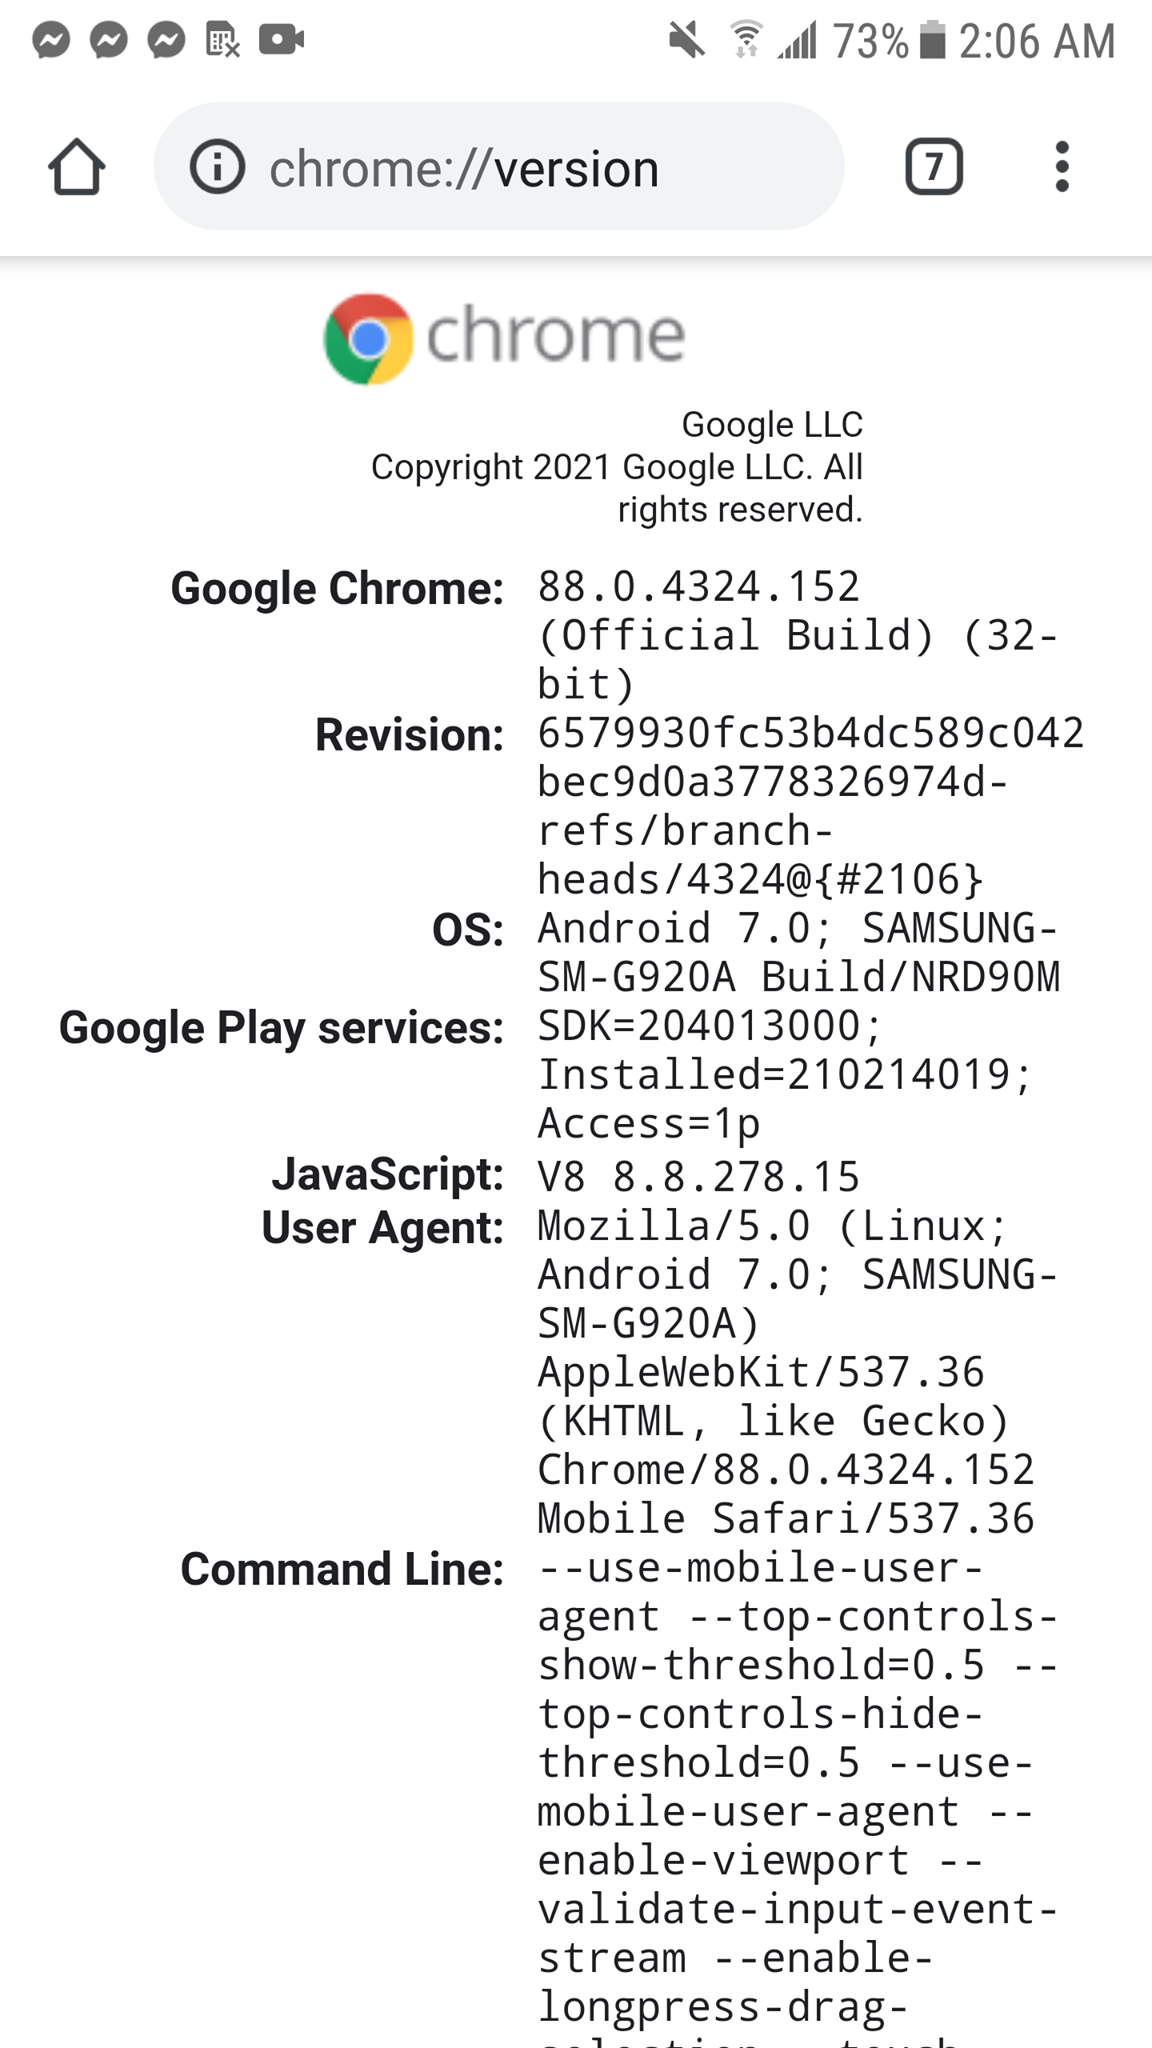 73% 2:06 AM
chrome://version
7
chrome
Google LLC
Copyright 2021 Google LLC. All
rights reserved.
Google Chrome: 88.0.4324.152
(Official Build) (32-
bit)
Revision: 6579930fc53b4dc589c042
bec9d0a3778326974d-
refs/branch-
heads/4324@{#2106}
OS: Android 7.0; SAMSUNG-
SM-G920A Build/NRD90M
Google Play services: SDK=204013000;
Installed=210214019;
Access=1p
JavaScript: V8 8.8.278.15
User Agent: Mozilla/5.0 (Linux;
Android 7.0; SAMSUNG-
SM-G920A)
AppleWebKit/537.36
(KHTML, like Gecko)
Chrome/88.0.4324.152
Mobile Safari/537.36
Command Line: --use-mobile-user-
agent --top-controls-
show-threshold=0.5 --
top-controls-hide-
threshold=0.5 --use-
mobile-user-agent --
enable-viewport --
validate-input-event-
stream --enable-
longpress-drag-